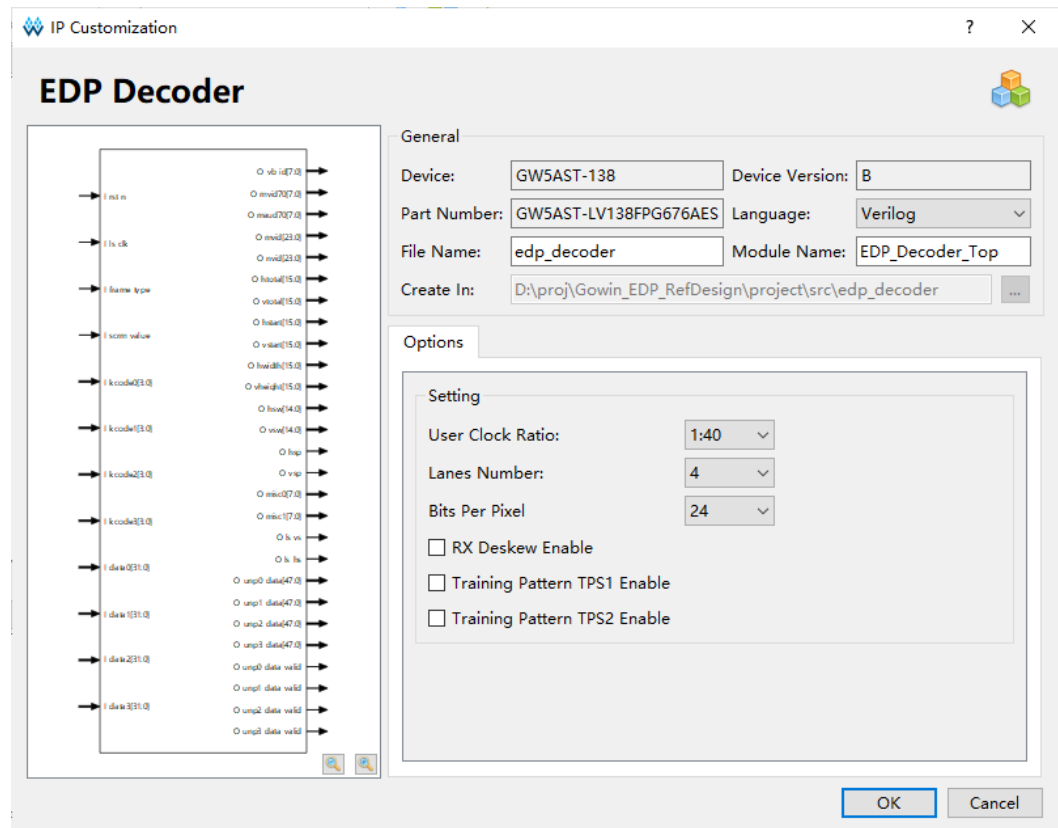 IP Customization
?
EDP Decoder
I rst n
I ls clk
I frame type
I scrm value
I kcode0[3:0]
I kcode1[3:0]
I kcode2[3:0]
I kcode3[3:0]
I data0[31:0]
I data1[31:0]
I data2[31:0]
I data3[31:0]
O vb id[7:0]
O mvid70[7:0]
O maud70[7:0]
O mvid[23:0]
O nvid[23:0]
O htotal[15:0]
O vtotal[15:0]
O hstart[15:0]
O vstart[15:0]
O hwidth[15:0]
O vheight[15:0]
O hsw[14:0]
O vsw[14:0]
O hsp
O vsp
O misc0[7:0]
O misc1[7:0]
O ls vs
O ls hs
O unp0 data[47:0]
O unp1 data[47:0]
O unp2 data[47:0]
O unp3 data[47:0]
O unp0 data valid
O unp1 data valid
O unp2 data valid
O unp3 data valid
General
Device: GW5AST-138 Device Version: B
Part Number: GW5AST-LV138FPG676AES Language: Verilog
File Name: edp_decoder Module Name: EDP_Decoder_Top
Create In: D:\proj\Gowin_EDP_RefDesign\project\src\edp_decoder ...
Options
Setting
User Clock Ratio: 1:40
Lanes Number: 4
Bits Per Pixel 24
RX Deskew Enable
Training Pattern TPS1 Enable
Training Pattern TPS2 Enable
OK Cancel